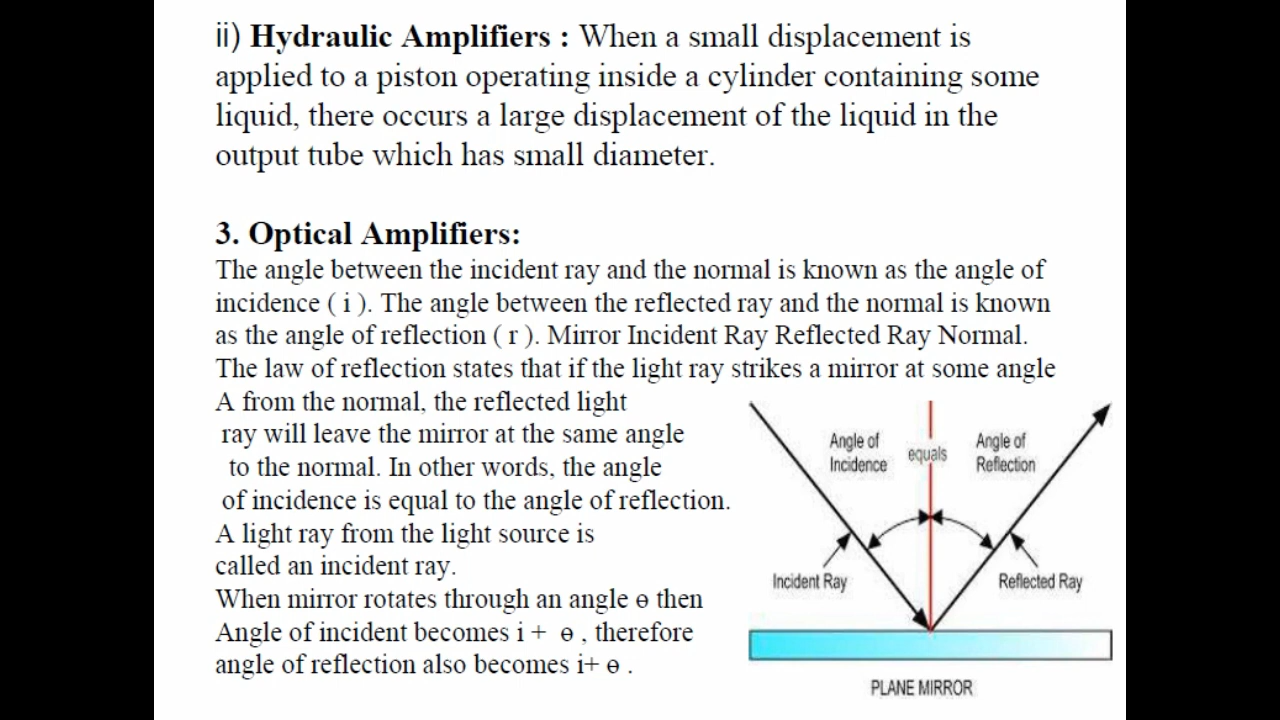 ii) Hydraulic Amplifiers : When a small displacement is
applied to a piston operating inside a cylinder containing some
liquid, there occurs a large displacement of the liquid in the
output tube which has small diameter.
3. Optical Amplifiers:
The angle between the incident ray and the normal is known as the angle of
incidence ( i ). The angle between the reflected ray and the normal is known
as the angle of reflection ( r ). Mirror Incident Ray Reflected Ray Normal.
The law of reflection states that if the light ray strikes a mirror at some angle
A from the normal, the reflected light
ray will leave the mirror at the same angle
to the normal. In other words, the angle
of incidence is equal to the angle of reflection.
A light ray from the light source is
called an incident ray.
When mirror rotates through an angle ɵ then
Angle of incident becomes i + ɵ , therefore
angle of reflection also becomes i+ ɵ .
Angle of
Incidence
equals
Angle of
Reflection
Incident Ray
Reflected Ray
PLANE MIRROR